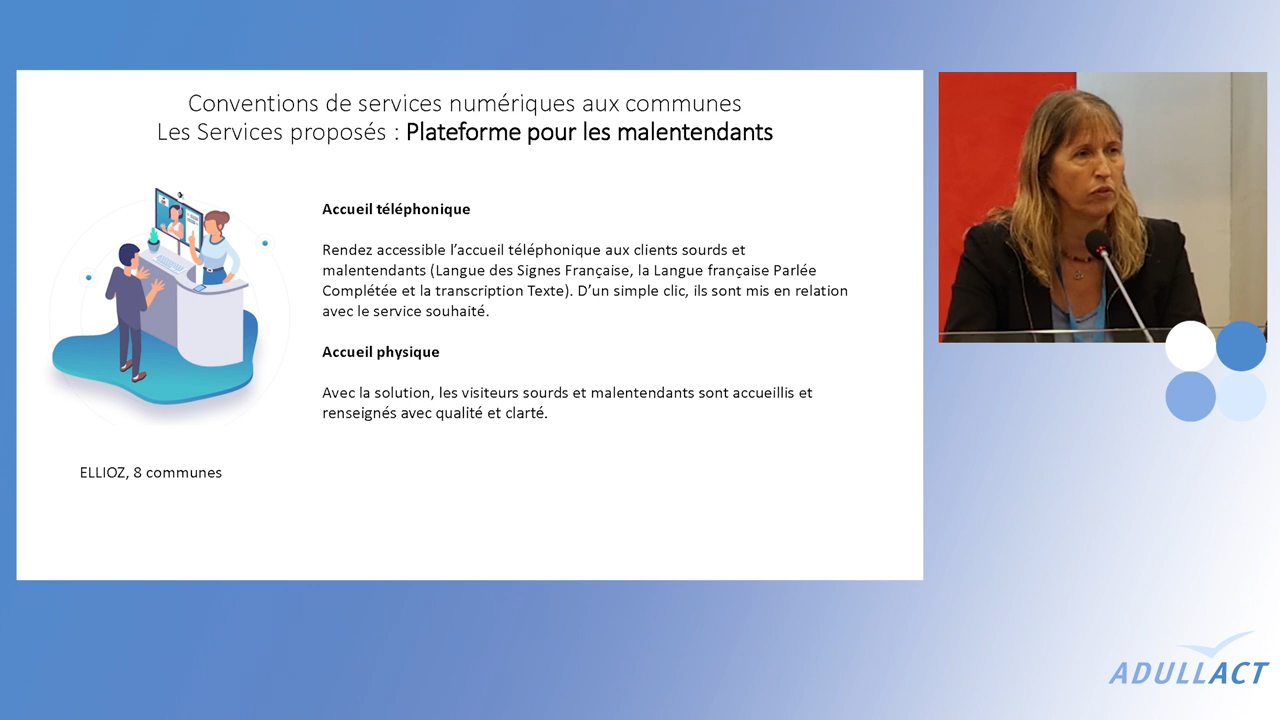 Conventions de services numériques aux communes
Les Services proposés : Plateforme pour les malentendants
Accueil téléphonique
Rendez accessible l’accueil téléphonique aux clients sourds et
malentendants (Langue des Signes Française, la Langue française Parlée
Complétée et la transcription Texte). D’un simple clic, ils sont mis en relation
avec le service souhaité.
Accueil physique
Avec la solution, les visiteurs sourds et malentendants sont accueillis et
renseignés avec qualité et clarté.
ELLIOZ, 8 communes
ADULLACT